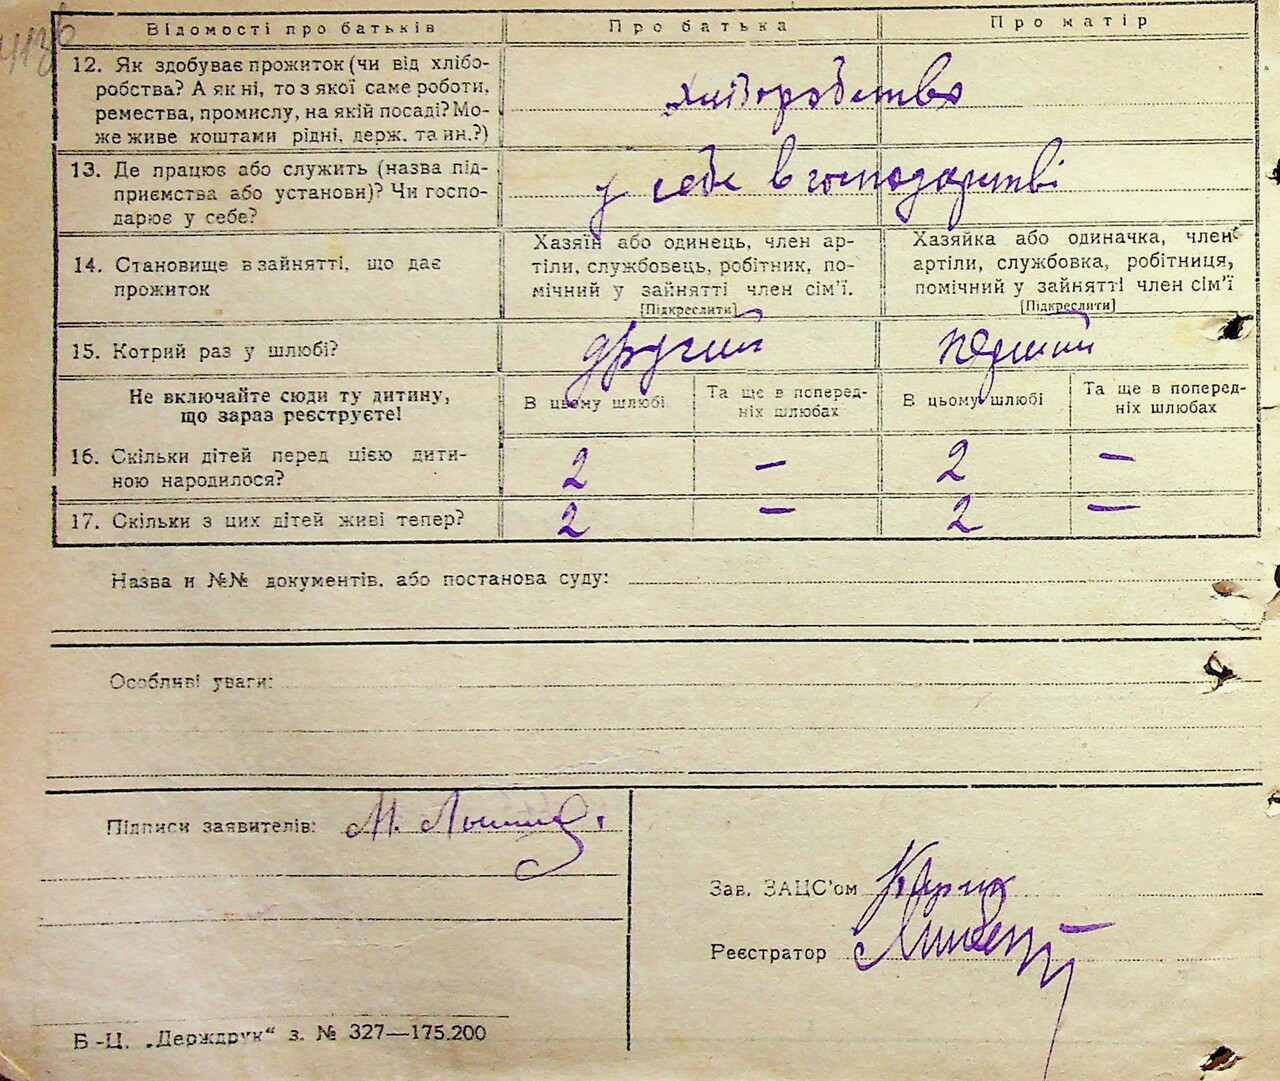 Відомості про батьків Про батька Про матір
12. Як здобуває прожиток (чи від хлібо-
робства? А як ні, то з якої саме роботи,
ремества, промислу, на якій посаді? Мо-
же живе коштами рідні, держ. та ин.?)
хліборобство
13. Де працює або служить (назва під-
приємства або установи)? Чи госпо-
дарює у себе?
у себе в господарстві
14. Становище в зайнятті, що дає
прожиток
Хазяїн або одинець, член ар-
тіли, службовець, робітник, по-
мічний у зайнятті член сім’ї.
[Підкреслити]
Хазяйка або одиначка, член
артіли, службовка, робітниця,
помічний у зайнятті член сім’ї
[Підкреслити]
15. Котрий раз у шлюбі? другий перший
Не включайте сюди ту дитину,
що зараз реєструєте!
В цьому шлюбі
Та ще в поперед-
ніх шлюбах
В цьому шлюбі
Та ще в поперед-
ніх шлюбах
16. Скільки дітей перед цією дити-
ною народилося?
2 — 2 —
17. Скільки з цих дітей живі тепер? 2 — 2 —
Назва и №№ документів. або постанова суду:
Особливі уваги:
Підписи заявителів: М.
Зав. ЗАЦС’ом
Реєстратор
Б-Ц. „Держдрук“ з. № 327—175.200